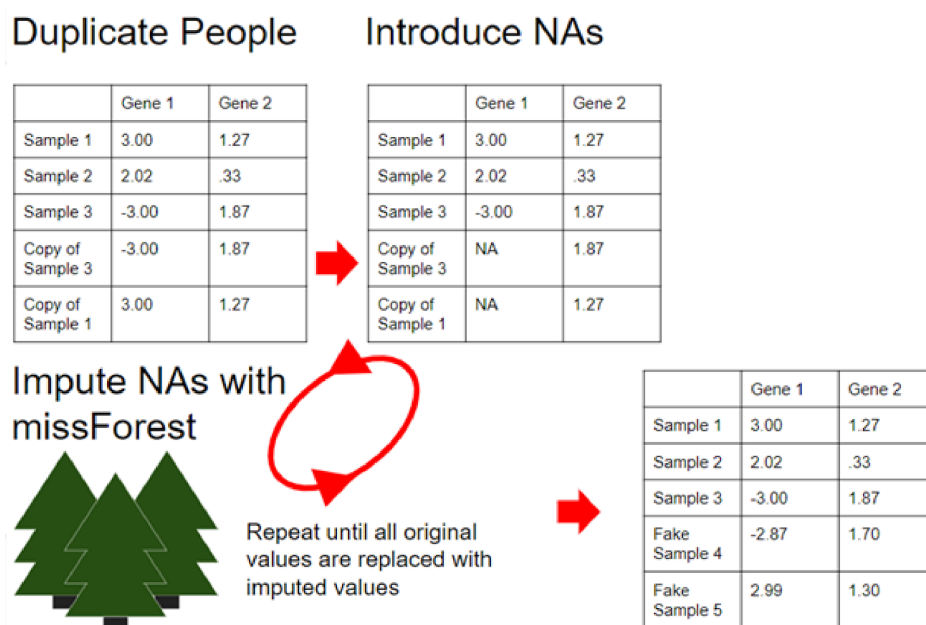 Duplicate People
Introduce NAs
Gene 1 Gene 2
Sample 1 3.00 1.27
Sample 2 2.02 .33
Sample 3 -3.00 1.87
Copy of -3.00 1.87
Sample 3
Copy of 3.00 1.27
Sample 1
Gene 1 Gene 2
Sample 1 3.00 1.27
Sample 2 2.02 .33
Sample 3 -3.00 1.87
Copy of NA 1.87
Sample 3
Copy of NA 1.27
Sample 1
Impute NAs with
missForest
Repeat until all original
values are replaced with
imputed values
Gene 1 Gene 2
Sample 1 3.00 1.27
Sample 2 2.02 .33
Sample 3 -3.00 1.87
Fake -2.87 1.70
Sample 4
Fake 2.99 1.30
Sample 5